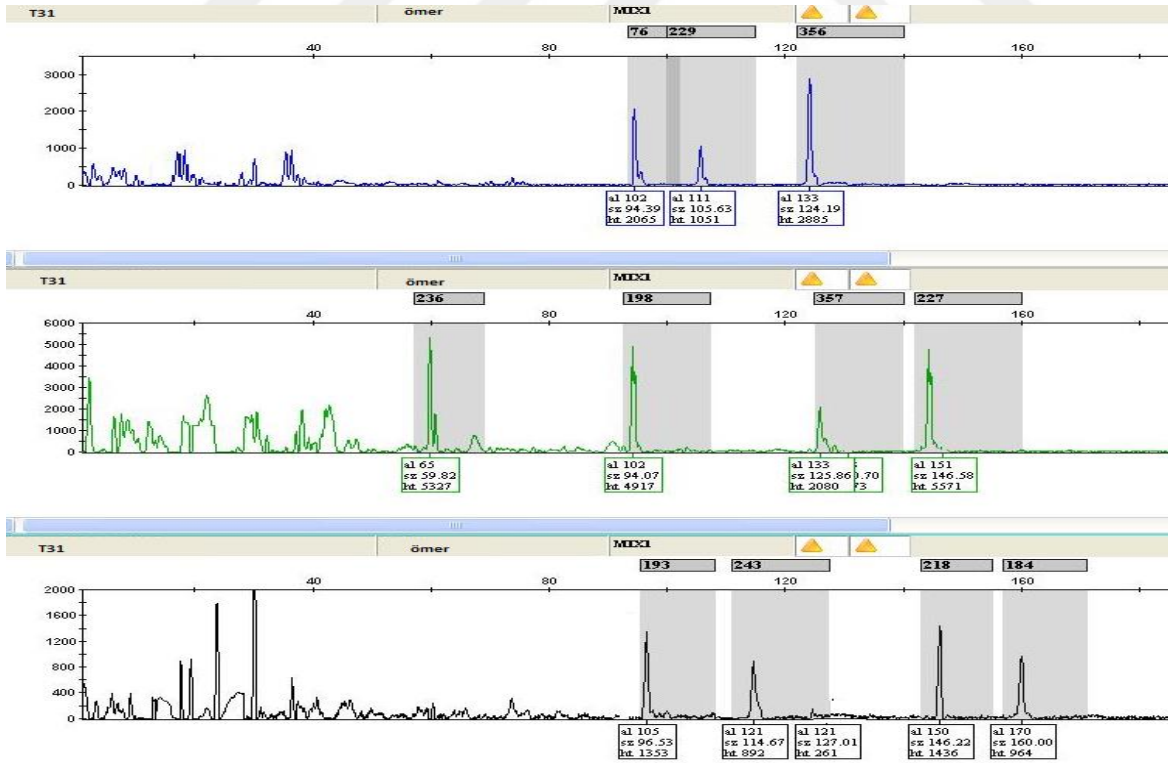 T31 ömer MIX1
76 229 356
40 80 120 160
3000
2000
1000
0
al 102
sz 94.39
ht 2065
al 111
sz 105.63
ht 1051
al 133
sz 124.19
ht 2885
T31 ömer MIX1
236 198 357 227
40 80 120 160
6000
5000
4000
3000
2000
1000
0
al 65
sz 59.82
ht 5327
al 102
sz 94.07
ht 4917
al 133
sz 125.86
ht 2080
al 151
sz 146.58
ht 5571
T31 ömer MIX1
193 243 218 184
40 80 120 160
2000
1600
1200
800
400
0
al 105
sz 96.53
ht 1353
al 121
sz 114.67
ht 892
al 121
sz 127.01
ht 261
al 150
sz 146.22
ht 1436
al 170
sz 160.00
ht 964